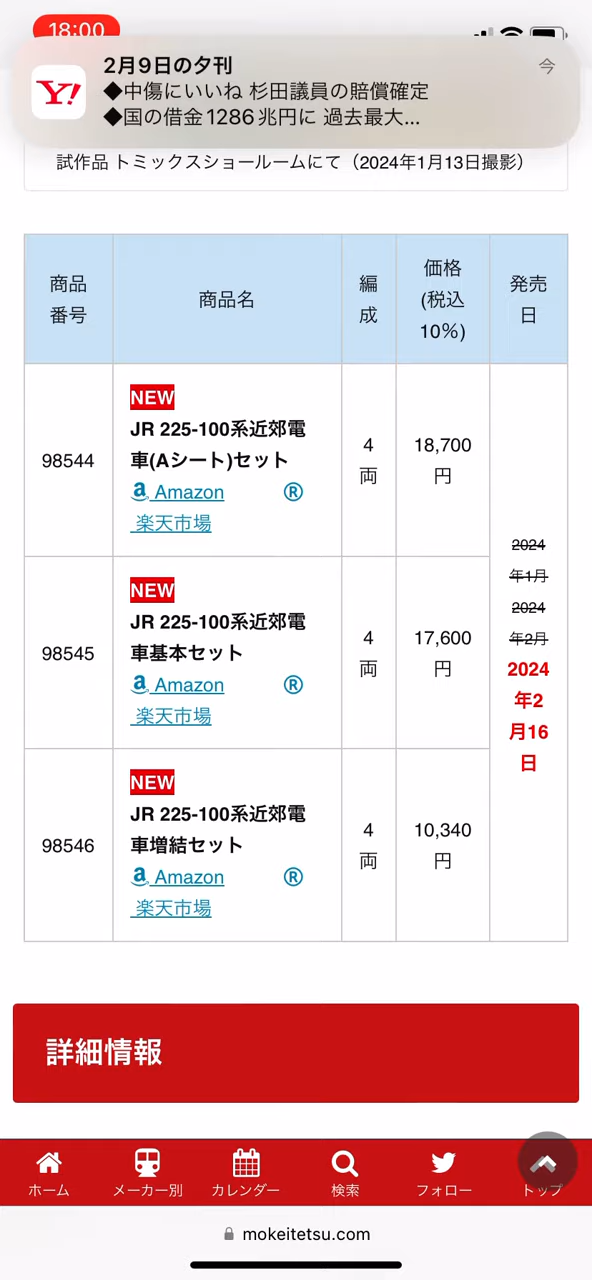 18:00
Y!
2月9日の夕刊
今
◆中傷にいいね 杉田議員の賠償確定
◆国の借金1286兆円に 過去最大…
試作品 トミックスショールームにて（2024年1月13日撮影）
商品
番号
商品名
編
成
価格
(税込
10%)
発売
日
98544
NEW
JR 225-100系近郊電
車(Aシート)セット
a Amazon
®
楽天市場
4
両
18,700
円
98545
NEW
JR 225-100系近郊電
車基本セット
a Amazon
®
楽天市場
4
両
17,600
円
98546
NEW
JR 225-100系近郊電
車増結セット
a Amazon
®
楽天市場
4
両
10,340
円
2024
年1月
2024
年2月
2024
年2
月16
日
詳細情報
ホーム
メーカー別
カレンダー
検索
フォロー
トップ
mokeitetsu.com